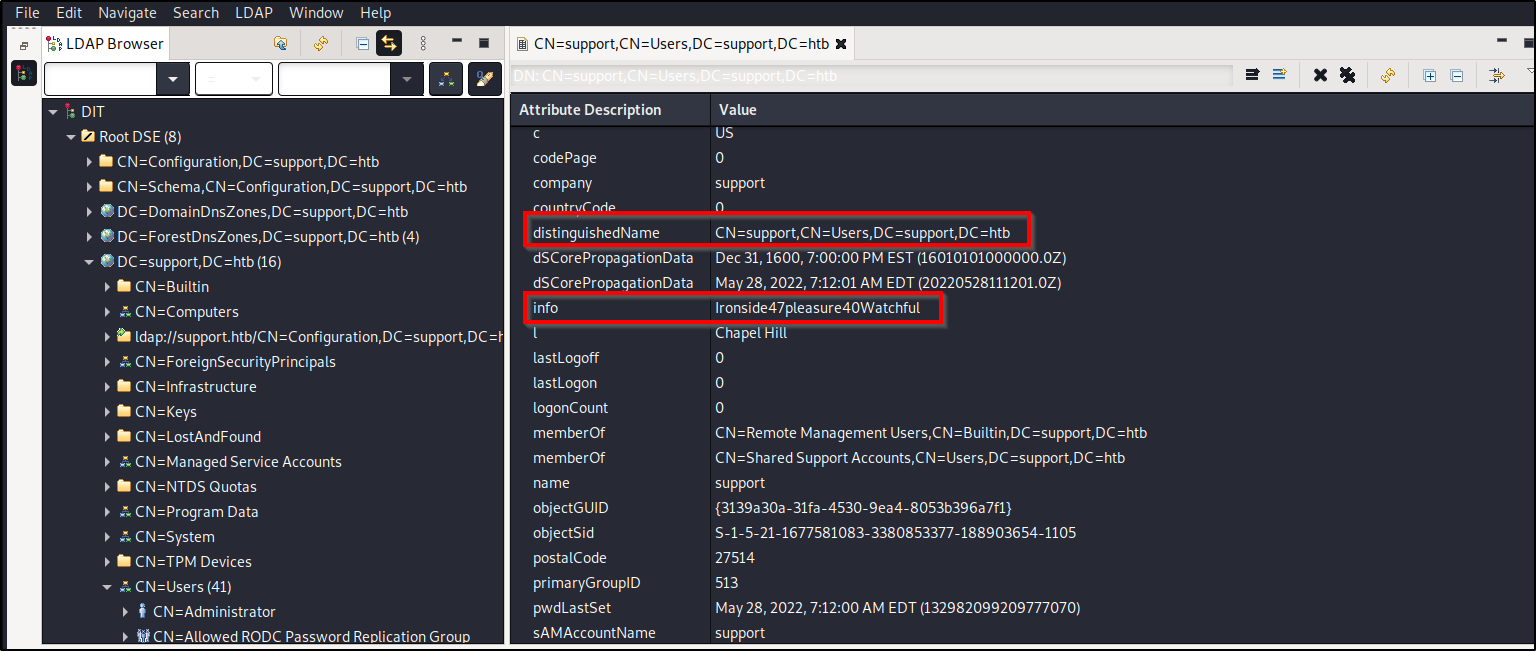 File Edit Navigate Search LDAP Window Help
LDAP Browser
=
DIT
Root DSE (8)
CN=Configuration,DC=support,DC=htb
CN=Schema,CN=Configuration,DC=support,DC=htb
DC=DomainDnsZones,DC=support,DC=htb
DC=ForestDnsZones,DC=support,DC=htb (4)
DC=support,DC=htb (16)
CN=Builtin
CN=Computers
ldap://support.htb/CN=Configuration,DC=support,DC=h
CN=ForeignSecurityPrincipals
CN=Infrastructure
CN=Keys
CN=LostAndFound
CN=Managed Service Accounts
CN=NTDS Quotas
CN=Program Data
CN=System
CN=TPM Devices
CN=Users (41)
CN=Administrator
CN=Allowed RODC Password Replication Group
CN=support,CN=Users,DC=support,DC=htb
DN: CN=support,CN=Users,DC=support,DC=htb
Attribute Description Value
c US
codePage 0
company support
countryCode 0
distinguishedName CN=support,CN=Users,DC=support,DC=htb
dSCorePropagationData Dec 31, 1600, 7:00:00 PM EST (16010101000000.0Z)
dSCorePropagationData May 28, 2022, 7:12:01 AM EDT (20220528111201.0Z)
info Ironside47pleasure40Watchful
l Chapel Hill
lastLogoff 0
lastLogon 0
logonCount 0
memberOf CN=Remote Management Users,CN=Builtin,DC=support,DC=htb
memberOf CN=Shared Support Accounts,CN=Users,DC=support,DC=htb
name support
objectGUID {3139a30a-31fa-4530-9ea4-8053b396a7f1}
objectSid S-1-5-21-1677581083-3380853377-188903654-1105
postalCode 27514
primaryGroupID 513
pwdLastSet May 28, 2022, 7:12:00 AM EDT (132982099209777070)
sAMAccountName support